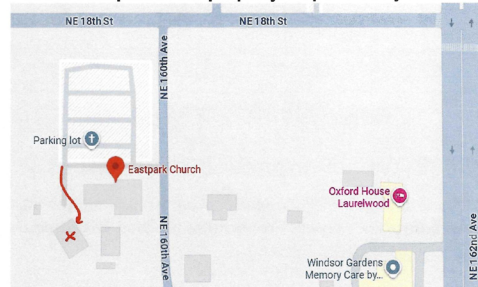 NE 18th St
NE 18th St
NE 160th Ave
Parking lot
Eastpark Church
Oxford House
Laurelwood
NE 160th Ave
NE 162nd Ave
Windsor Gardens
Memory Care by...